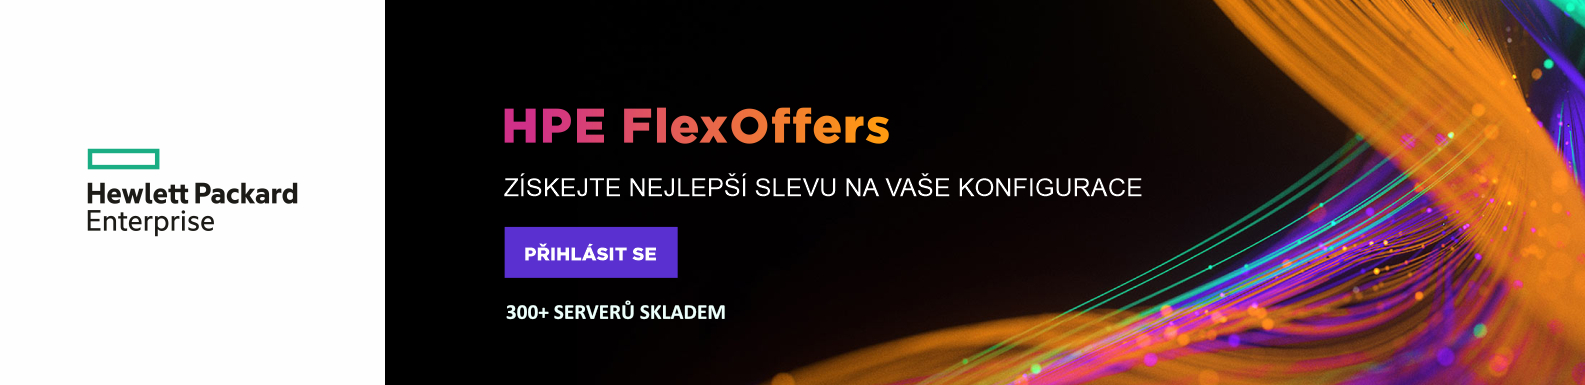 Hewlett Packard
Enterprise
HPE FlexOffers
ZÍSKEJTE NEJLEPŠÍ SLEVU NA VAŠE KONFIGURACE
PŘIHLÁSIT SE
300+ SERVERŮ SKLADEM